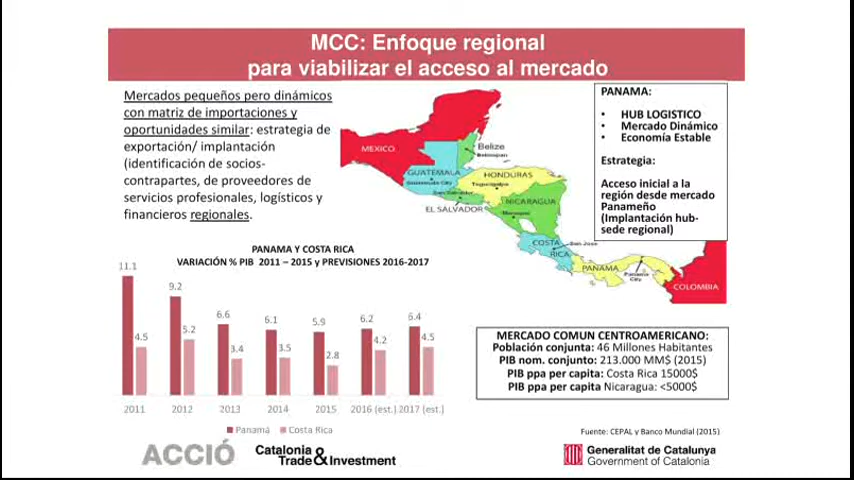 MCC: Enfoque regional
para viabilizar el acceso al mercado
Mercados pequeños pero dinámicos
con matriz de importaciones y
oportunidades similar: estrategia de
exportación/ implantación
(identificación de socios-
contrapartes, de proveedores de
servicios profesionales, logísticos y
financieros regionales.
MEXICO
Belize
Belmopan
GUATEMALA
Guatemala City
HONDURAS
Tegucigalpa
San Salvador
EL SALVADOR
NICARAGUA
Managua
COSTA
RICA
San Jose
PANAMA
Panama
City
COLOMBIA
PANAMA:
• HUB LOGISTICO
• Mercado Dinámico
• Economía Estable
Estrategia:
Acceso inicial a la
región desde mercado
Panameño
(Implantación hub-
sede regional)
PANAMA Y COSTA RICA
VARIACIÓN % PIB 2011 – 2015 y PREVISIONES 2016-2017
11.1
4.5
9.2
5.2
6.6
3.4
6.1
3.5
5.9
2.8
6.2
4.2
6.4
4.5
2011 2012 2013 2014 2015 2016 (est.) 2017 (est.)
Panamá Costa Rica
MERCADO COMUN CENTROAMERICANO:
Población conjunta: 46 Millones Habitantes
PIB nom. conjunto: 213.000 MM$ (2015)
PIB ppa per capita: Costa Rica 15000$
PIB ppa per capita Nicaragua: <5000$
Fuente: CEPAL y Banco Mundial (2015)
ACCIÓ
Catalonia
Trade & Investment
Generalitat de Catalunya
Government of Catalonia